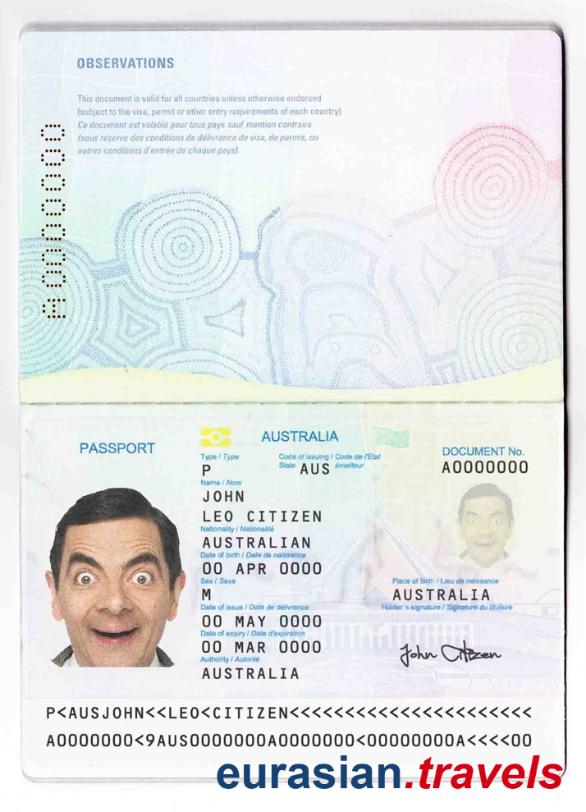 OBSERVATIONS
This document is valid for all countries unless otherwise endorsed
(subject to the visa, permit or other entry requirements of each country)
Ce document est valable pour tous pays sauf mention contraire
(sous réserve des conditions de délivrance de visa, de permis, ou
autres conditions d'entrée de chaque pays).
A0000000
PASSPORT
AUSTRALIA
Type / Type
Code of issuing / Code de l'Etat
State
émetteur
DOCUMENT No.
P
AUS
A0000000
Name / Nom
JOHN
LEO CITIZEN
Nationality / Nationalité
AUSTRALIAN
Date of birth / Date de naissance
00 APR 0000
Sex / Sexe
Place of birth / Lieu de naissance
M
AUSTRALIA
Date of issue / Date de délivrance
Holder's signature / Signature du titulaire
00 MAY 0000
Date of expiry / Date d'expiration
00 MAR 0000
John Citizen
Authority / Autorité
AUSTRALIA
P<AUSJOHN<<LEO<CITIZEN<<<<<<<<<<<<<<<<<<<<<<
A0000000<9AUS0000000A0000000<00000000A<<<<00
eurasian.travels